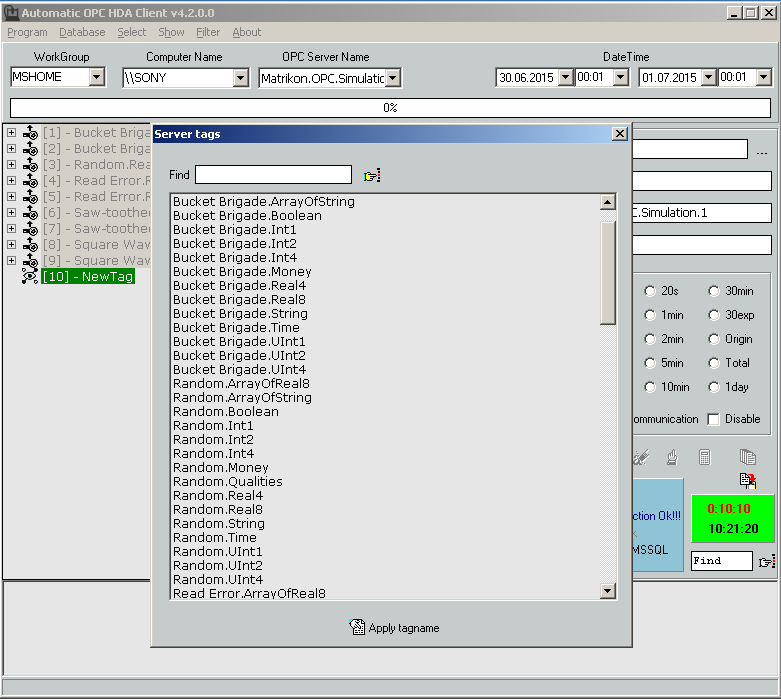 Automatic OPC HDA Client v4.2.0.0
Program Database Select Show Filter About
WorkGroup Computer Name OPC Server Name DateTime
MSHOME \\SONY Matrikon.OPC.Simulatic 30.06.2015 00:01 01.07.2015 00:01
0%
[1] - Bucket Briga
[2] - Bucket Briga
[3] - Random.Rea
[4] - Read Error.R
[5] - Read Error.R
[6] - Saw-toothed
[7] - Saw-toothed
[8] - Square Wav
[9] - Square Wav
[10] - NewTag
Server tags
Find
Bucket Brigade.ArrayOfString
Bucket Brigade.Boolean
Bucket Brigade.Int1
Bucket Brigade.Int2
Bucket Brigade.Int4
Bucket Brigade.Money
Bucket Brigade.Real4
Bucket Brigade.Real8
Bucket Brigade.String
Bucket Brigade.Time
Bucket Brigade.UInt1
Bucket Brigade.UInt2
Bucket Brigade.UInt4
Random.ArrayOfReal8
Random.ArrayOfString
Random.Boolean
Random.Int1
Random.Int2
Random.Int4
Random.Money
Random.Qualities
Random.Real4
Random.Real8
Random.String
Random.Time
Random.UInt1
Random.UInt2
Random.UInt4
Read Error.ArrayOfReal8
Apply tagname
...
C.Simulation.1
20s 30min
1min 30exp
2min Origin
5min Total
10min 1day
ommunication Disable
ction Ok!!!
MSSQL
0:10:10
10:21:20
Find